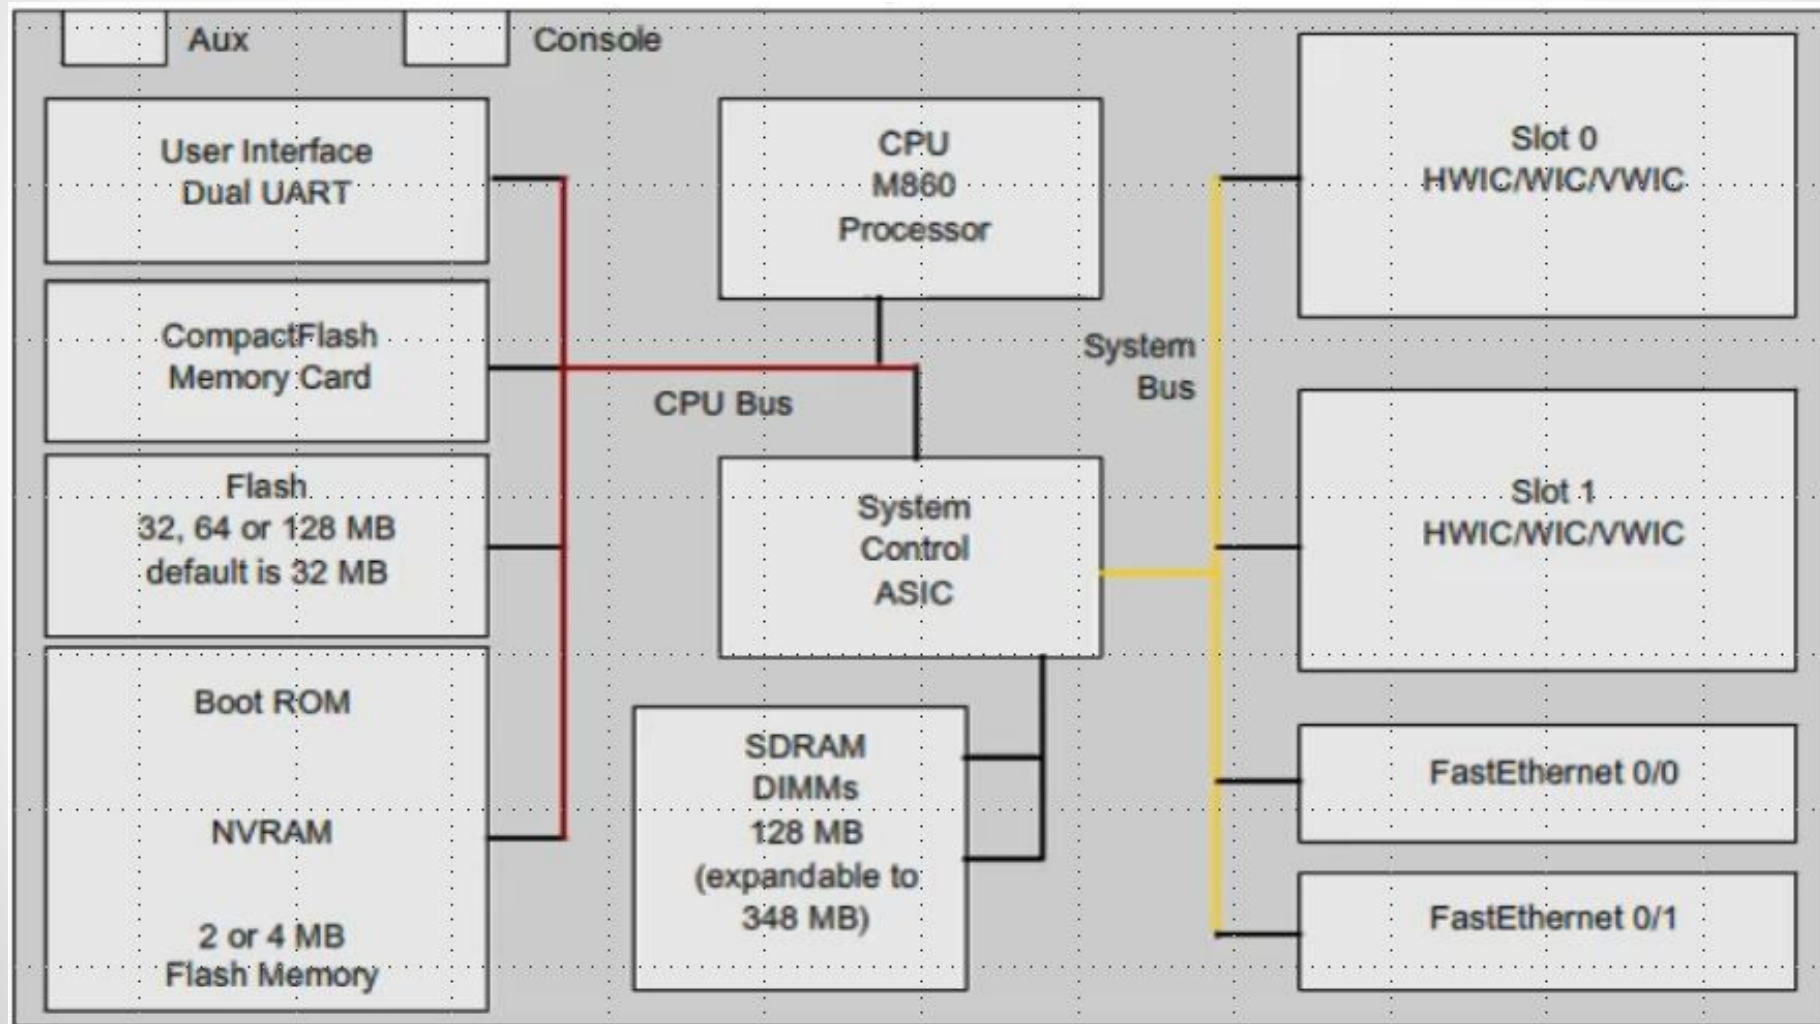 Aux
Console
User Interface
Dual UART
CompactFlash
Memory Card
Flash
32, 64 or 128 MB
default is 32 MB
Boot ROM
NVRAM
2 or 4 MB
Flash Memory
CPU
M860
Processor
CPU Bus
System
Control
ASIC
SDRAM
DIMMs
128 MB
(expandable to
348 MB)
System
Bus
Slot 0
HWIC/WIC/VWIC
Slot 1
HWIC/WIC/VWIC
FastEthernet 0/0
FastEthernet 0/1